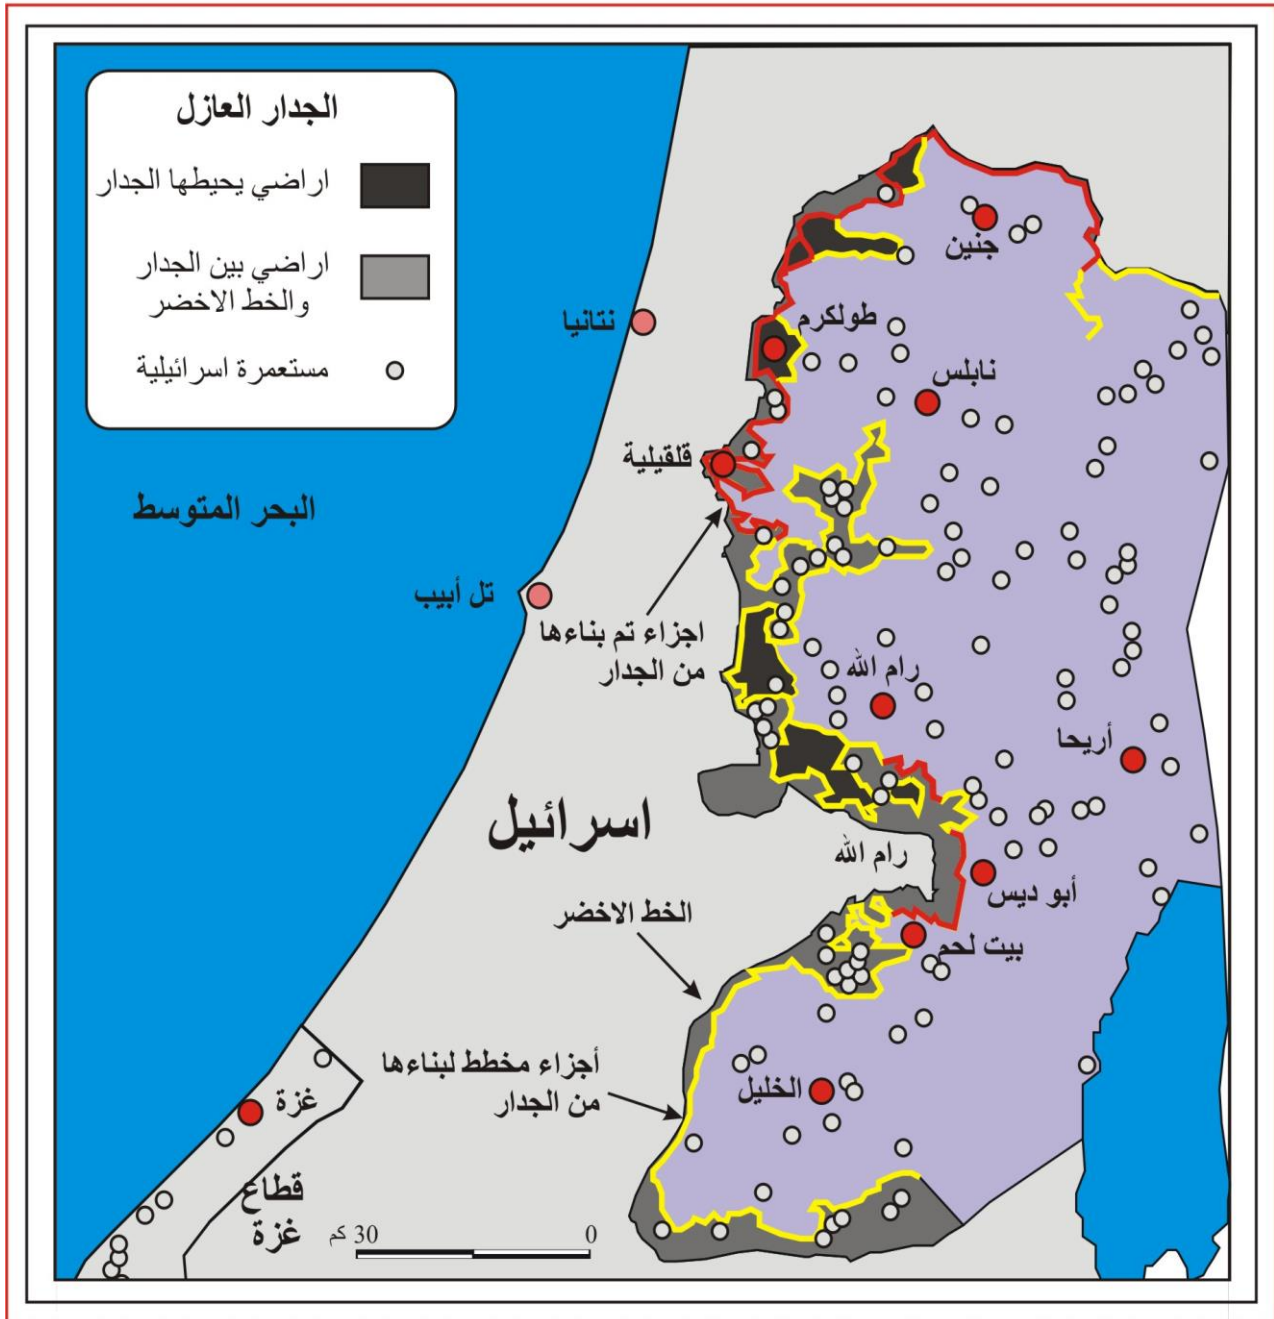 الجدار العازل
اراضي يحيطها الجدار
اراضي بين الجدار
والخط الاخضر
مستعمرة اسرائيلية
جنين
نتانيا
طولكرم
نابلس
قلقيلية
البحر المتوسط
تل أبيب
اجزاء تم بناءها
من الجدار
رام الله
أريحا
اسرائيل
رام الله
أبو ديس
الخط الاخضر
بيت لحم
أجزاء مخطط لبناءها
من الجدار
الخليل
غزة
قطاع
غزة
30 كم
0